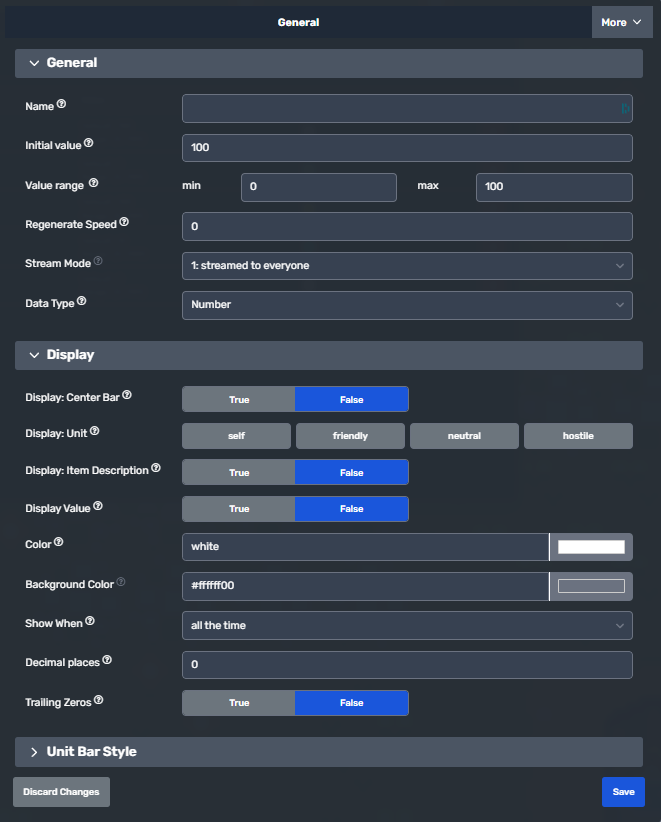 General
More
General
Name
Initial value
100
Value range
min
0
max
100
Regenerate Speed
0
Stream Mode
1: streamed to everyone
Data Type
Number
Display
Display: Center Bar
True
False
Display: Unit
self
friendly
neutral
hostile
Display: Item Description
True
False
Display Value
True
False
Color
white
Background Color
#ffffff00
Show When
all the time
Decimal places
0
Trailing Zeros
True
False
Unit Bar Style
Discard Changes
Save